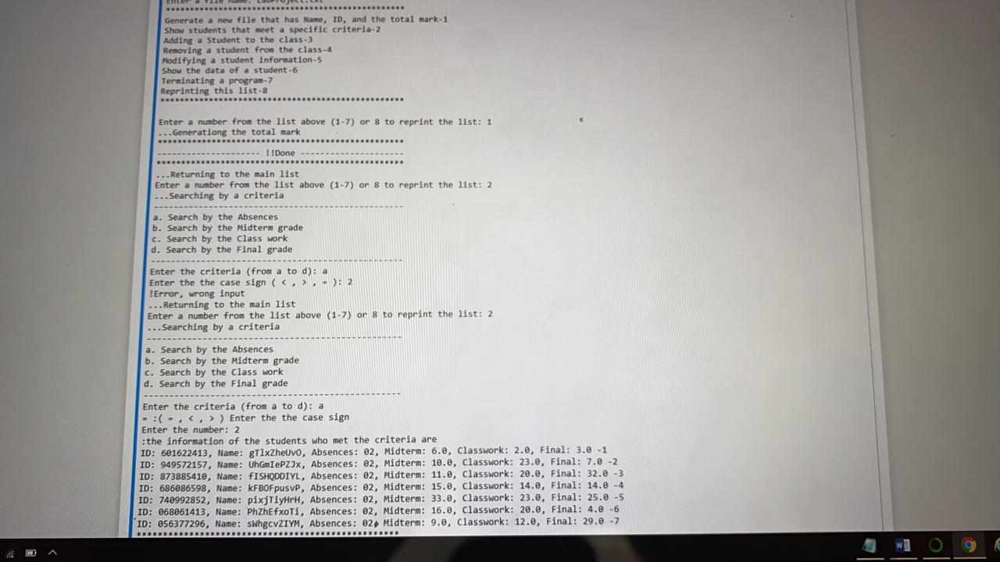 Enter a file name: LabProject.txt
**************************************************
Generate a new file that has Name, ID, and the total mark-1
Show students that meet a specific criteria-2
Adding a Student to the class-3
Removing a student from the class-4
Modifying a student information-5
Show the data of a student-6
Terminating a program-7
Reprinting this list-8
**************************************************
Enter a number from the list above (1-7) or 8 to reprint the list: 1
...Generationg the total mark
**************************************************
--------------------- !!Done ---------------------
**************************************************
...Returning to the main list
Enter a number from the list above (1-7) or 8 to reprint the list: 2
...Searching by a criteria
--------------------------------------------------
a. Search by the Absences
b. Search by the Midterm grade
c. Search by the Class work
d. Search by the Final grade
--------------------------------------------------
Enter the criteria (from a to d): a
Enter the the case sign ( < , > , = ): 2
!Error, wrong input
...Returning to the main list
Enter a number from the list above (1-7) or 8 to reprint the list: 2
...Searching by a criteria
--------------------------------------------------
a. Search by the Absences
b. Search by the Midterm grade
c. Search by the Class work
d. Search by the Final grade
--------------------------------------------------
Enter the criteria (from a to d): a
= :( = , < , > ) Enter the the case sign
Enter the number: 2
:the information of the students who met the criteria are
ID: 601622413, Name: gTlxZheUvO, Absences: 02, Midterm: 6.0, Classwork: 2.0, Final: 3.0 -1
ID: 949572157, Name: UhGmIePZJx, Absences: 02, Midterm: 10.0, Classwork: 23.0, Final: 7.0 -2
ID: 873885410, Name: fISHQDDIYL, Absences: 02, Midterm: 11.0, Classwork: 20.0, Final: 32.0 -3
ID: 686086598, Name: kFBOFpusvP, Absences: 02, Midterm: 15.0, Classwork: 14.0, Final: 14.0 -4
ID: 740992852, Name: pixjTiyHrH, Absences: 02, Midterm: 33.0, Classwork: 23.0, Final: 25.0 -5
ID: 068061413, Name: PhZhEfxoTi, Absences: 02, Midterm: 16.0, Classwork: 20.0, Final: 4.0 -6
ID: 056377296, Name: sWhgcvZIYM, Absences: 02, Midterm: 9.0, Classwork: 12.0, Final: 29.0 -7
**************************************************